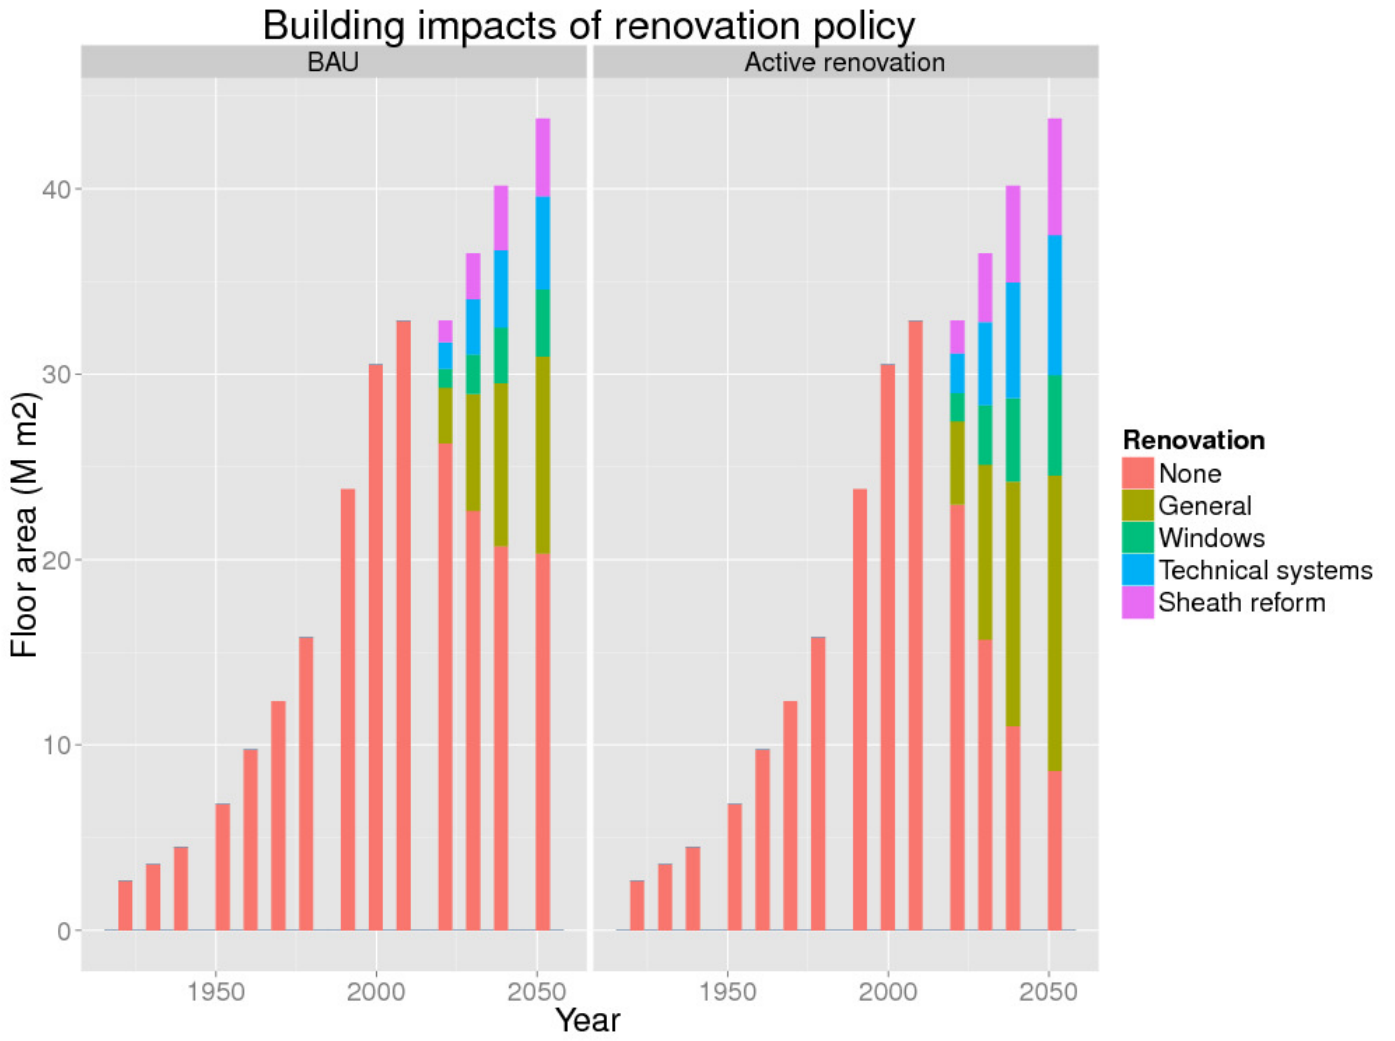 Building impacts of renovation policy
BAU
Active renovation
Floor area (M m2)
40
30
20
10
0
1950
2000
2050
1950
2000
2050
Year
Renovation
None
General
Windows
Technical systems
Sheath reform